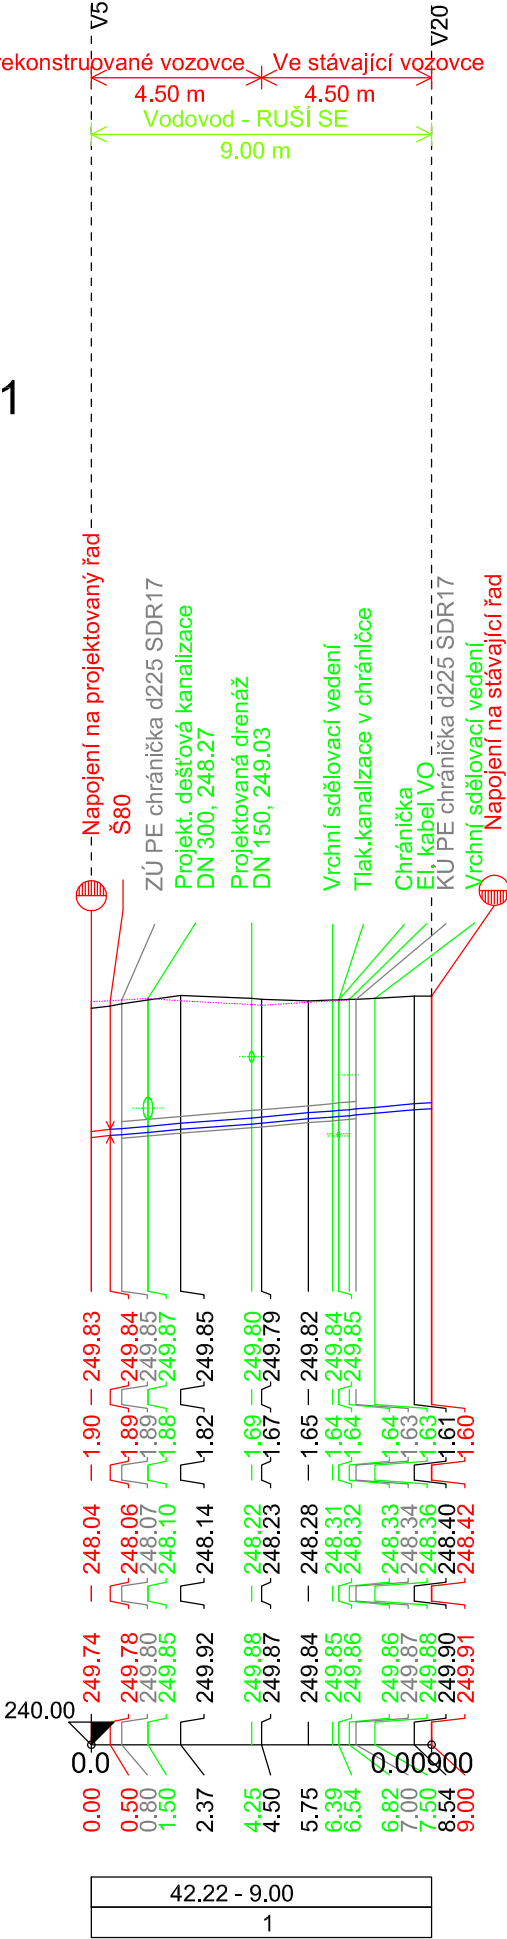 V5
V20
rekonstruované vozovce
Ve stávající vozovce
4.50 m
4.50 m
Vodovod - RUŠÍ SE
9.00 m
1
Napojení na projektovaný řad
Š80
ZÚ PE chránička d225 SDR17
Projekt. dešťová kanalizace
DN 300, 248.27
Projektovaná drenáž
DN 150, 249.03
Vrchní sdělovací vedení
Tlak.kanalizace v chráničce
Chránička
El. kabel VO
KÚ PE chránička d225 SDR17
Vrchní sdělovací vedení
Napojení na stávající řad
249.83 249.84 249.85 249.87 249.85 249.80 249.79 249.82 249.84 249.85
1.90 1.89 1.89 1.88 1.82 1.69 1.67 1.65 1.64 1.64 1.64 1.63 1.63 1.61 1.60
248.04 248.06 248.07 248.10 248.14 248.22 248.23 248.28 248.31 248.32 248.33 248.34 248.36 248.40 248.42
249.74 249.78 249.80 249.85 249.92 249.88 249.87 249.84 249.85 249.86 249.86 249.87 249.88 249.90 249.91
240.00
0.0
0.00900
0.00 0.50 0.80 1.50 2.37 4.25 4.50 5.75 6.39 6.54 6.82 7.00 7.50 8.54 9.00
42.22 - 9.00
1